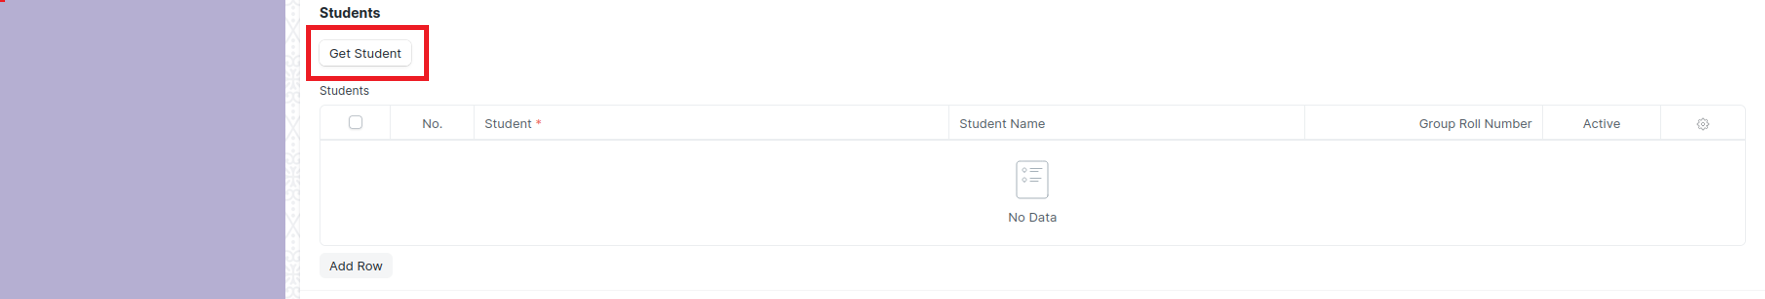 Students
Get Student
Students
No. Student * Student Name Group Roll Number Active
No Data
Add Row